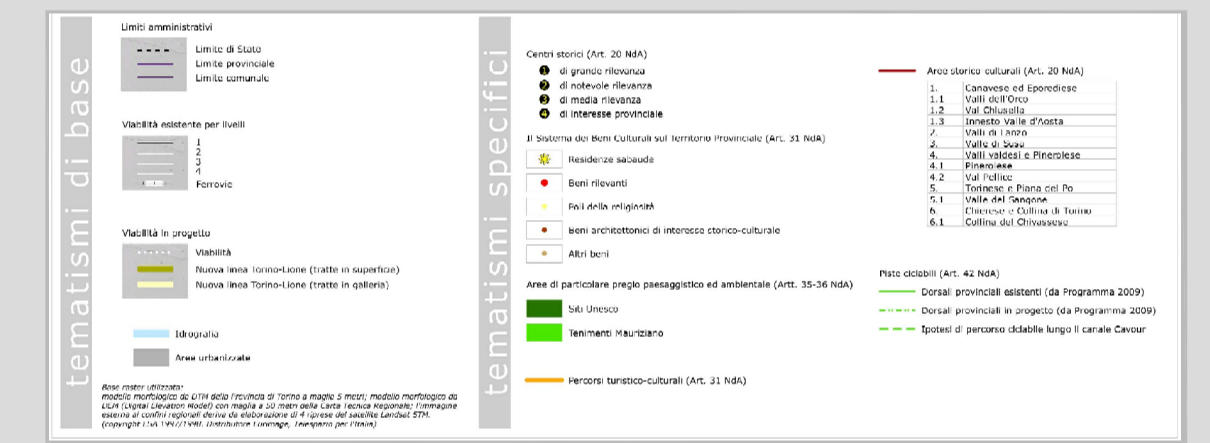 tematismi di base
Limiti amministrativi
Limite di Stato
Limite provinciale
Limite comunale
Viabilità esistente per livelli
1
2
3
4
Ferrovie
Viabilità in progetto
Viabilità
Nuova linea Torino-Lione (tratte in superficie)
Nuova linea Torino-Lione (tratte in galleria)
Idrografia
Aree urbanizzate
Base raster utilizzata:
modello morfologico da DTM della Provincia di Torino a maglie 5 metri; modello morfologico da
DEM (Digital Elevation Model) con maglia a 50 metri della Carta Tecnica Regionale; l'immagine
esterna ai confini regionali deriva da elaborazione di 4 riprese del satellite Landsat 5TM.
(copyright ESA 1997/1998. Distributore Eurimage, Telespazio per l'Italia)
tematismi specifici
Centri storici (Art. 20 NdA)
1 di grande rilevanza
2 di notevole rilevanza
3 di media rilevanza
4 di interesse provinciale
Il Sistema dei Beni Culturali sul Territorio Provinciale (Art. 31 NdA)
Residenze sabaude
Beni rilevanti
Poli della religiosità
Beni architettonici di interesse storico-culturale
Altri beni
Aree di particolare pregio paesaggistico ed ambientale (Artt. 35-36 NdA)
Siti Unesco
Tenimenti Mauriziano
Percorsi turistico-culturali (Art. 31 NdA)
Aree storico culturali (Art. 20 NdA)
1. Canavese ed Eporediese
1.1 Valli dell'Orco
1.2 Val Chiusella
1.3 Innesto Valle d'Aosta
2. Valli di Lanzo
3. Valle di Susa
4. Valli valdesi e Pinerolese
4.1 Pinerolese
4.2 Val Pellice
5. Torinese e Piana del Po
5.1 Valle del Sangone
6. Chierese e Collina di Torino
6.1 Collina del Chivassese
Piste ciclabili (Art. 42 NdA)
Dorsali provinciali esistenti (da Programma 2009)
Dorsali provinciali in progetto (da Programma 2009)
Ipotesi di percorso ciclabile lungo il canale Cavour